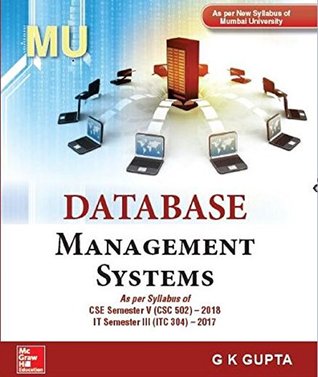 As per New Syllabus of
Mumbai University
MU
DATABASE
MANAGEMENT
SYSTEMS
As per Syllabus of
CSE Semester V (CSC 502) – 2018
IT Semester III (ITC 304) – 2017
Mc
Graw
Hill
Education
G K GUPTA